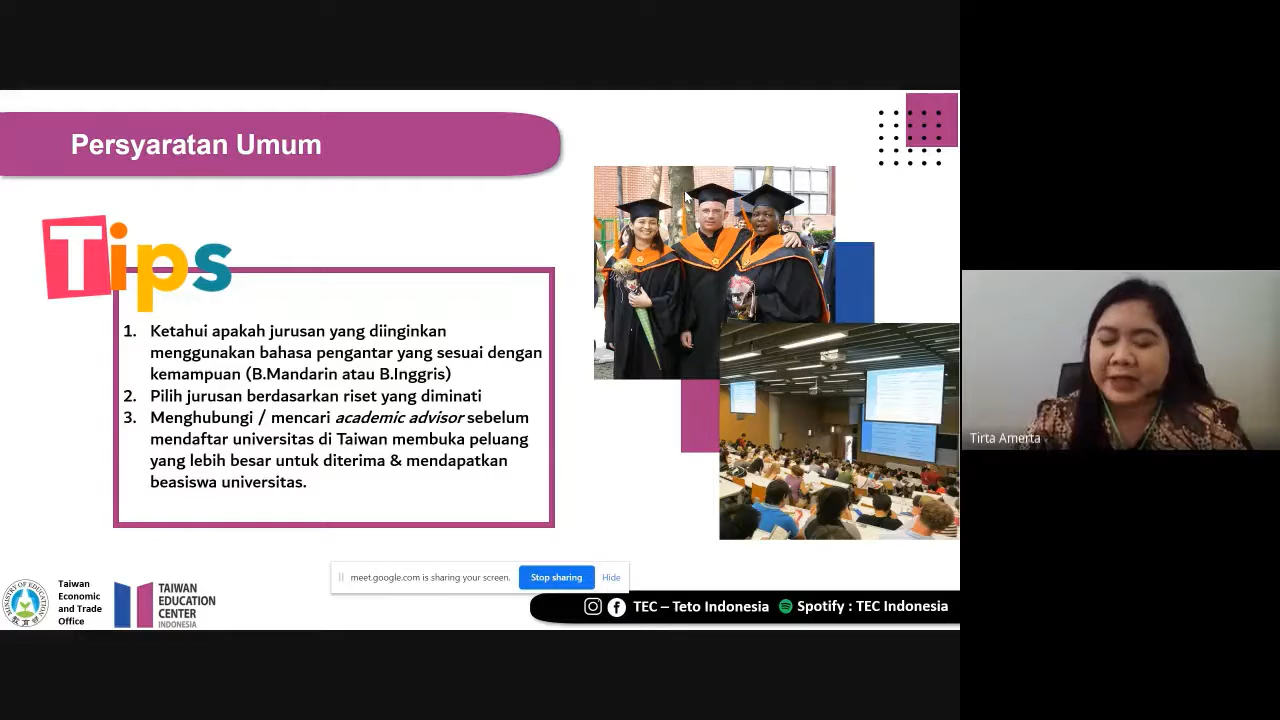 Persyaratan Umum
Tips
1. Ketahui apakah jurusan yang diinginkan
menggunakan bahasa pengantar yang sesuai dengan
kemampuan (B.Mandarin atau B.Inggris)
2. Pilih jurusan berdasarkan riset yang diminati
3. Menghubungi / mencari academic advisor sebelum
mendaftar universitas di Taiwan membuka peluang
yang lebih besar untuk diterima & mendapatkan
beasiswa universitas.
Tirta Amerta
meet.google.com is sharing your screen.
Stop sharing
Hide
MINISTRY OF EDUCATION
Taiwan
Economic
and Trade
Office
TAIWAN
EDUCATION
CENTER
INDONESIA
TEC – Teto Indonesia
Spotify : TEC Indonesia